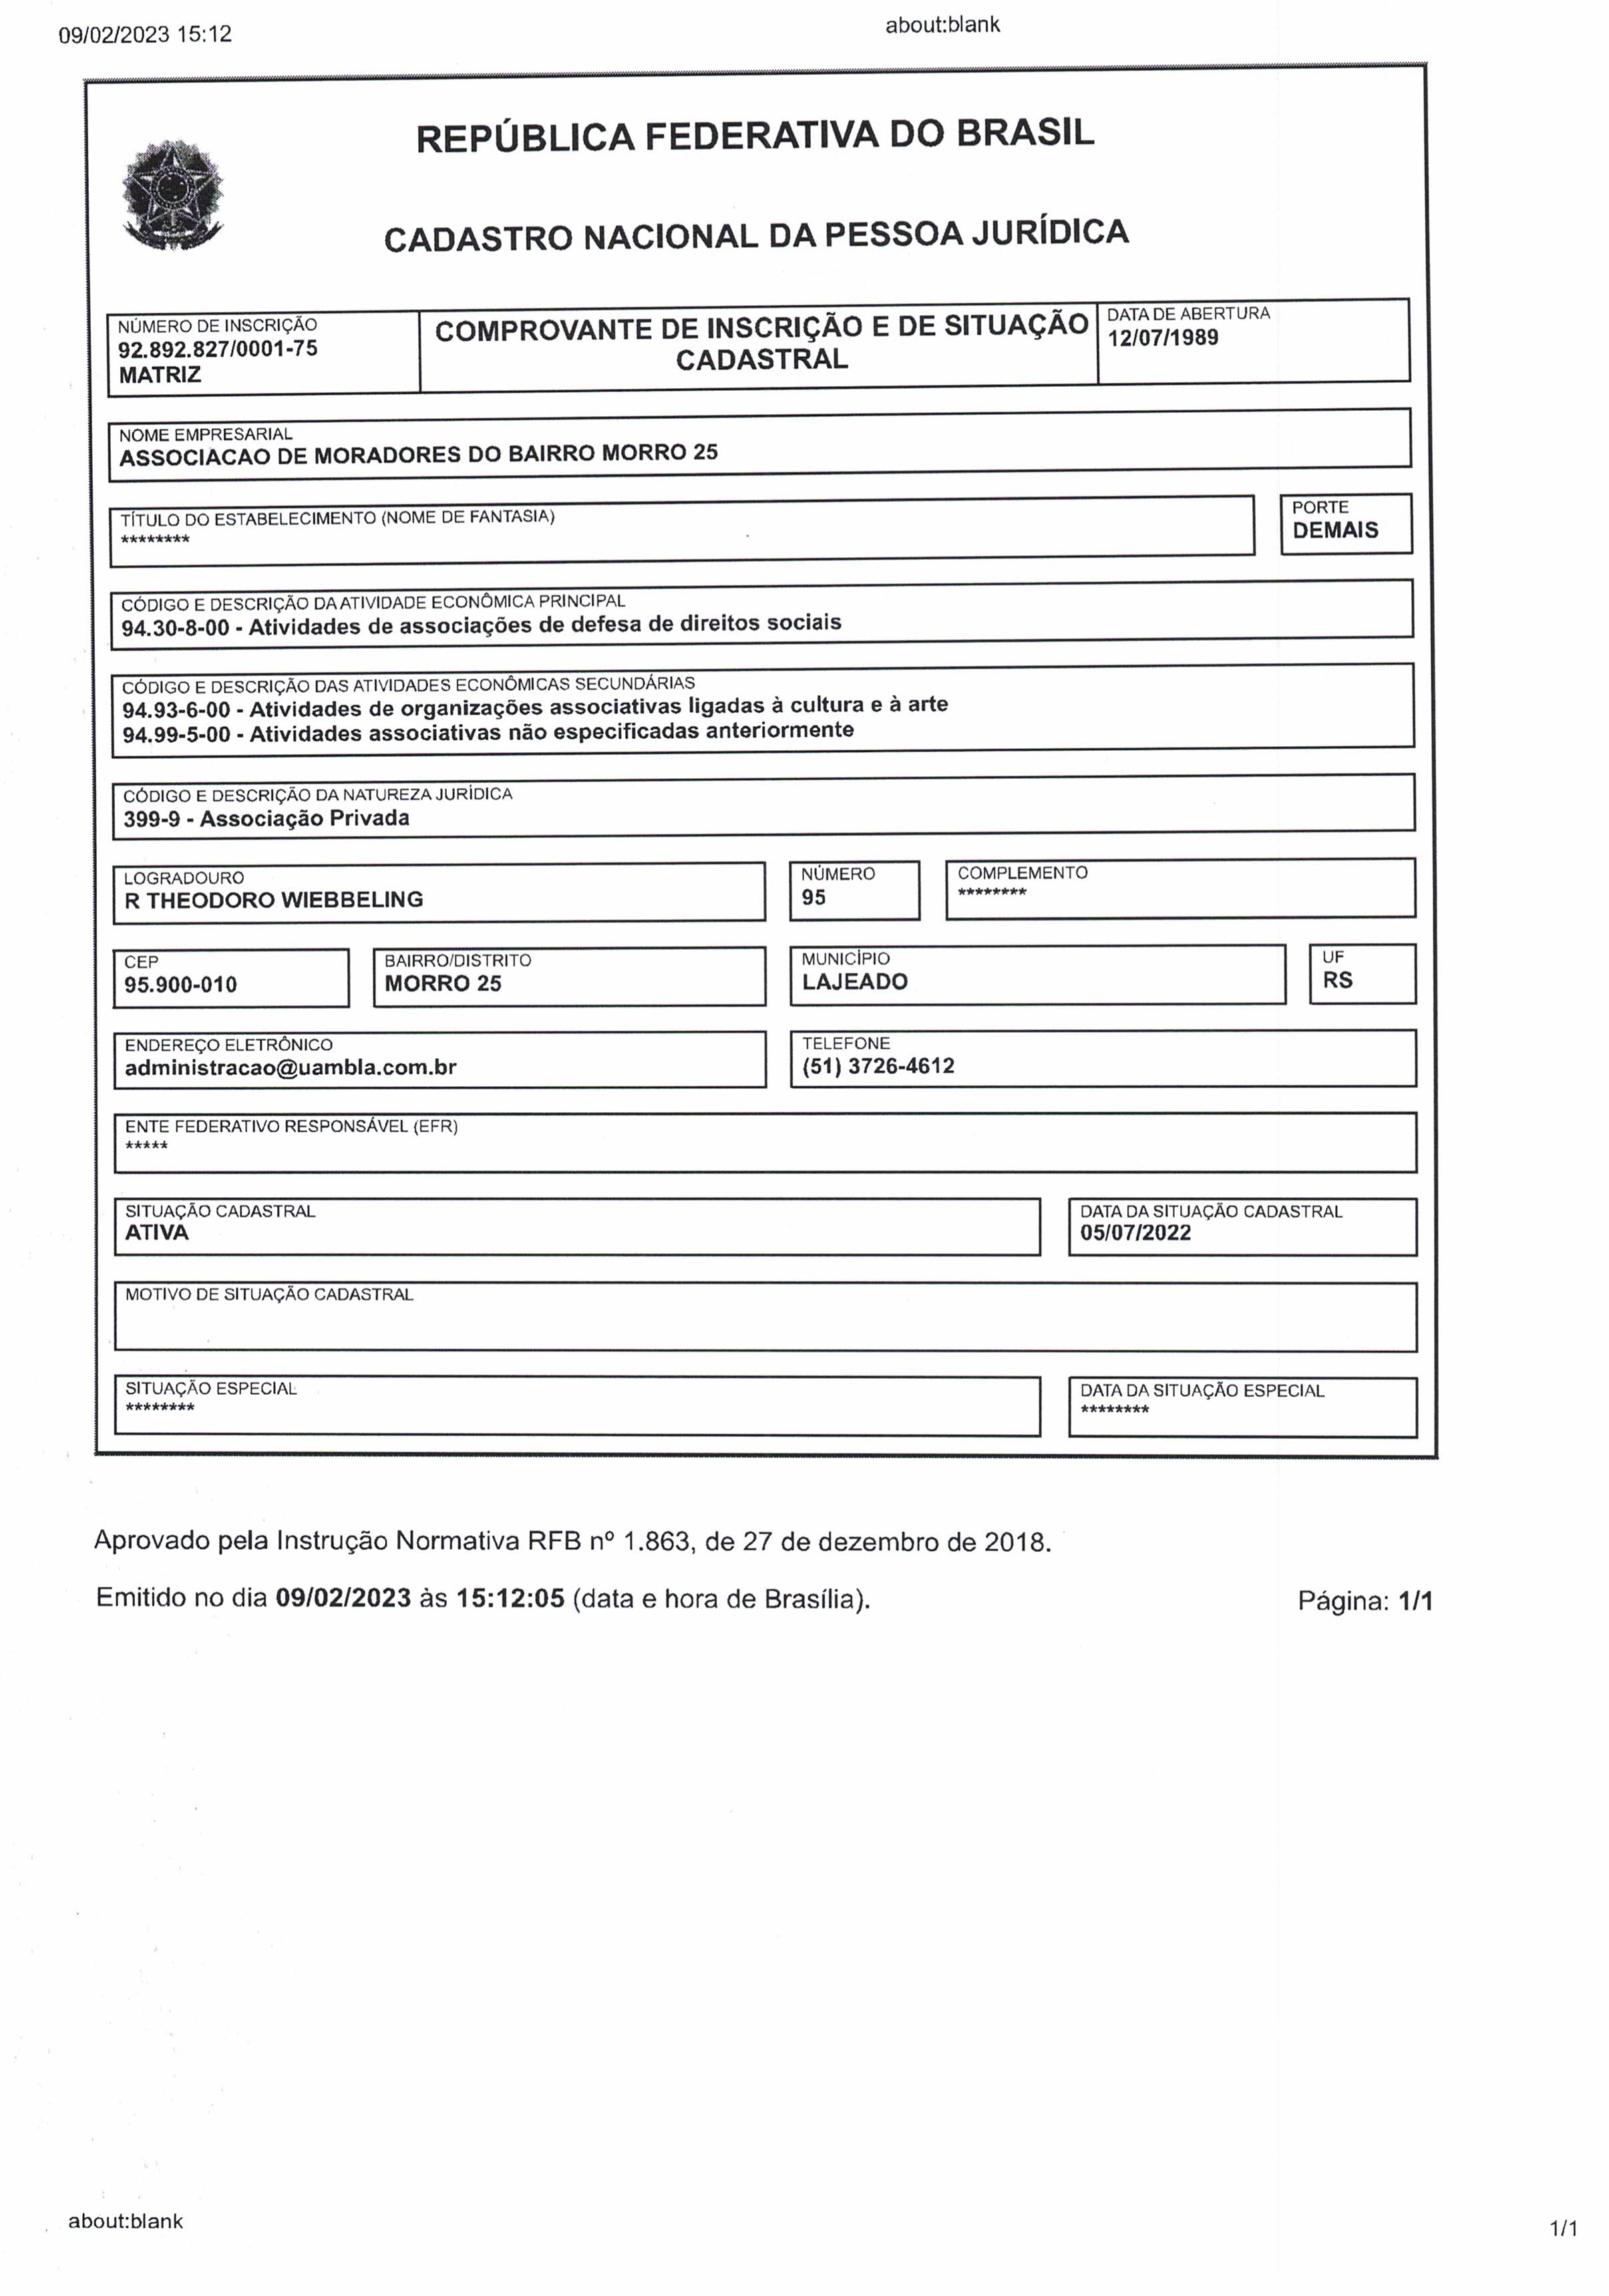 09/02/2023 15:12
about:blank
REPÚBLICA FEDERATIVA DO BRASIL
CADASTRO NACIONAL DA PESSOA JURÍDICA
NÚMERO DE INSCRIÇÃO
92.892.827/0001-75
MATRIZ
COMPROVANTE DE INSCRIÇÃO E DE SITUAÇÃO
CADASTRAL
DATA DE ABERTURA
12/07/1989
NOME EMPRESARIAL
ASSOCIACAO DE MORADORES DO BAIRRO MORRO 25
TÍTULO DO ESTABELECIMENTO (NOME DE FANTASIA)
********
PORTE
DEMAIS
CÓDIGO E DESCRIÇÃO DA ATIVIDADE ECONÔMICA PRINCIPAL
94.30-8-00 - Atividades de associações de defesa de direitos sociais
CÓDIGO E DESCRIÇÃO DAS ATIVIDADES ECONÔMICAS SECUNDÁRIAS
94.93-6-00 - Atividades de organizações associativas ligadas à cultura e à arte
94.99-5-00 - Atividades associativas não especificadas anteriormente
CÓDIGO E DESCRIÇÃO DA NATUREZA JURÍDICA
399-9 - Associação Privada
LOGRADOURO
R THEODORO WIEBBELING
NÚMERO
95
COMPLEMENTO
********
CEP
95.900-010
BAIRRO/DISTRITO
MORRO 25
MUNICÍPIO
LAJEADO
UF
RS
ENDEREÇO ELETRÔNICO
administracao@uambla.com.br
TELEFONE
(51) 3726-4612
ENTE FEDERATIVO RESPONSÁVEL (EFR)
*****
SITUAÇÃO CADASTRAL
ATIVA
DATA DA SITUAÇÃO CADASTRAL
05/07/2022
MOTIVO DE SITUAÇÃO CADASTRAL
SITUAÇÃO ESPECIAL
********
DATA DA SITUAÇÃO ESPECIAL
********
Aprovado pela Instrução Normativa RFB nº 1.863, de 27 de dezembro de 2018.
Emitido no dia 09/02/2023 às 15:12:05 (data e hora de Brasília).
Página: 1/1
about:blank
1/1